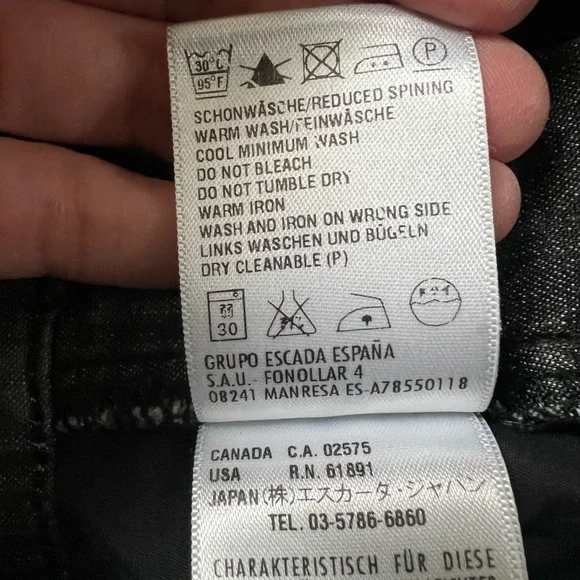 30°C
95°F
P
SCHONWÄSCHE/REDUCED SPINING
WARM WASH/FEINWÄSCHE
COOL MINIMUM WASH
DO NOT BLEACH
DO NOT TUMBLE DRY
WARM IRON
WASH AND IRON ON WRONG SIDE
LINKS WASCHEN UND BÜGELN
DRY CLEANABLE (P)
30
ドライ
GRUPO ESCADA ESPAÑA
S.A.U.- FONOLLAR 4
08241 MANRESA ES-A78550118
CANADA C.A. 02575
USA R.N. 61891
JAPAN(株)エスカーダ・ジャパン
TEL. 03-5786-6860
CHARAKTERISTISCH FÜR DIESE